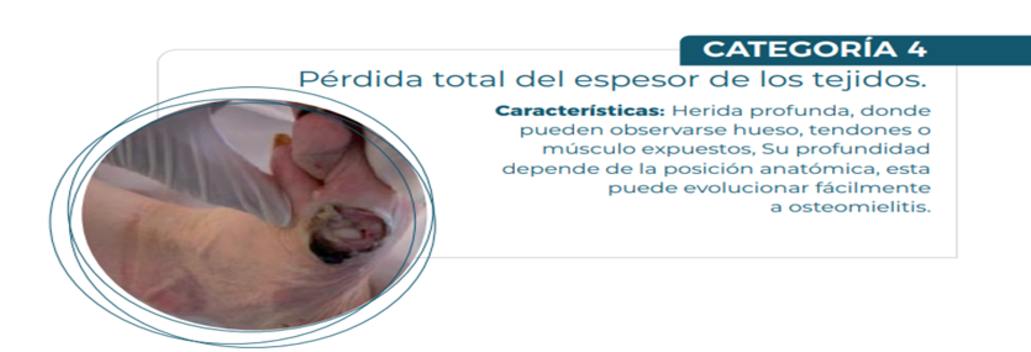 CATEGORÍA 4
Pérdida total del espesor de los tejidos.
Características: Herida profunda, donde
pueden observarse hueso, tendones o
músculo expuestos, Su profundidad
depende de la posición anatómica, esta
puede evolucionar fácilmente
a osteomielitis.